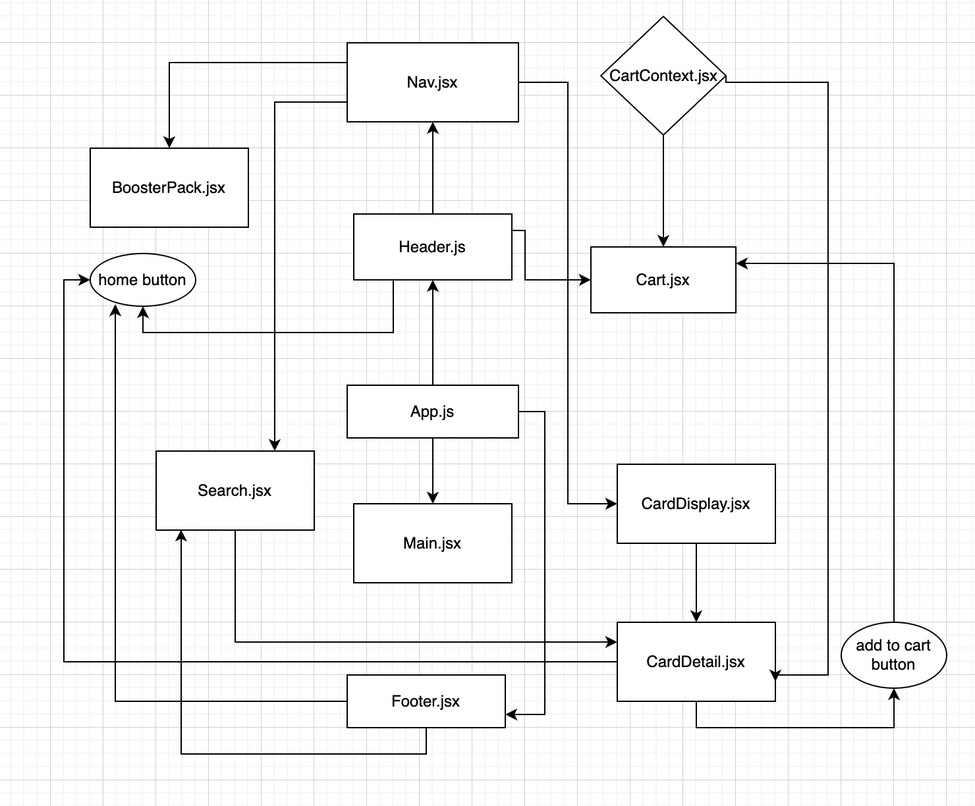 Nav.jsx
CartContext.jsx
BoosterPack.jsx
Header.js
home button
Cart.jsx
App.js
Search.jsx
CardDisplay.jsx
Main.jsx
add to cart
button
CardDetail.jsx
Footer.jsx